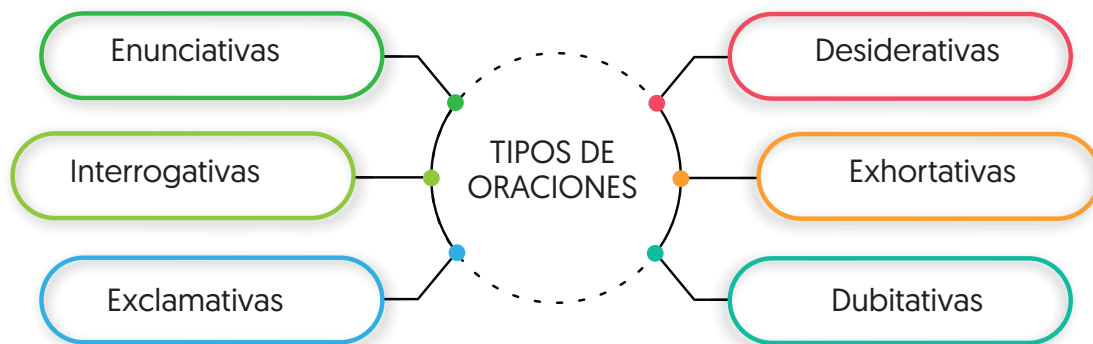 Enunciativas
Interrogativas
Exclamativas
TIPOS DE
ORACIONES
Desiderativas
Exhortativas
Dubitativas